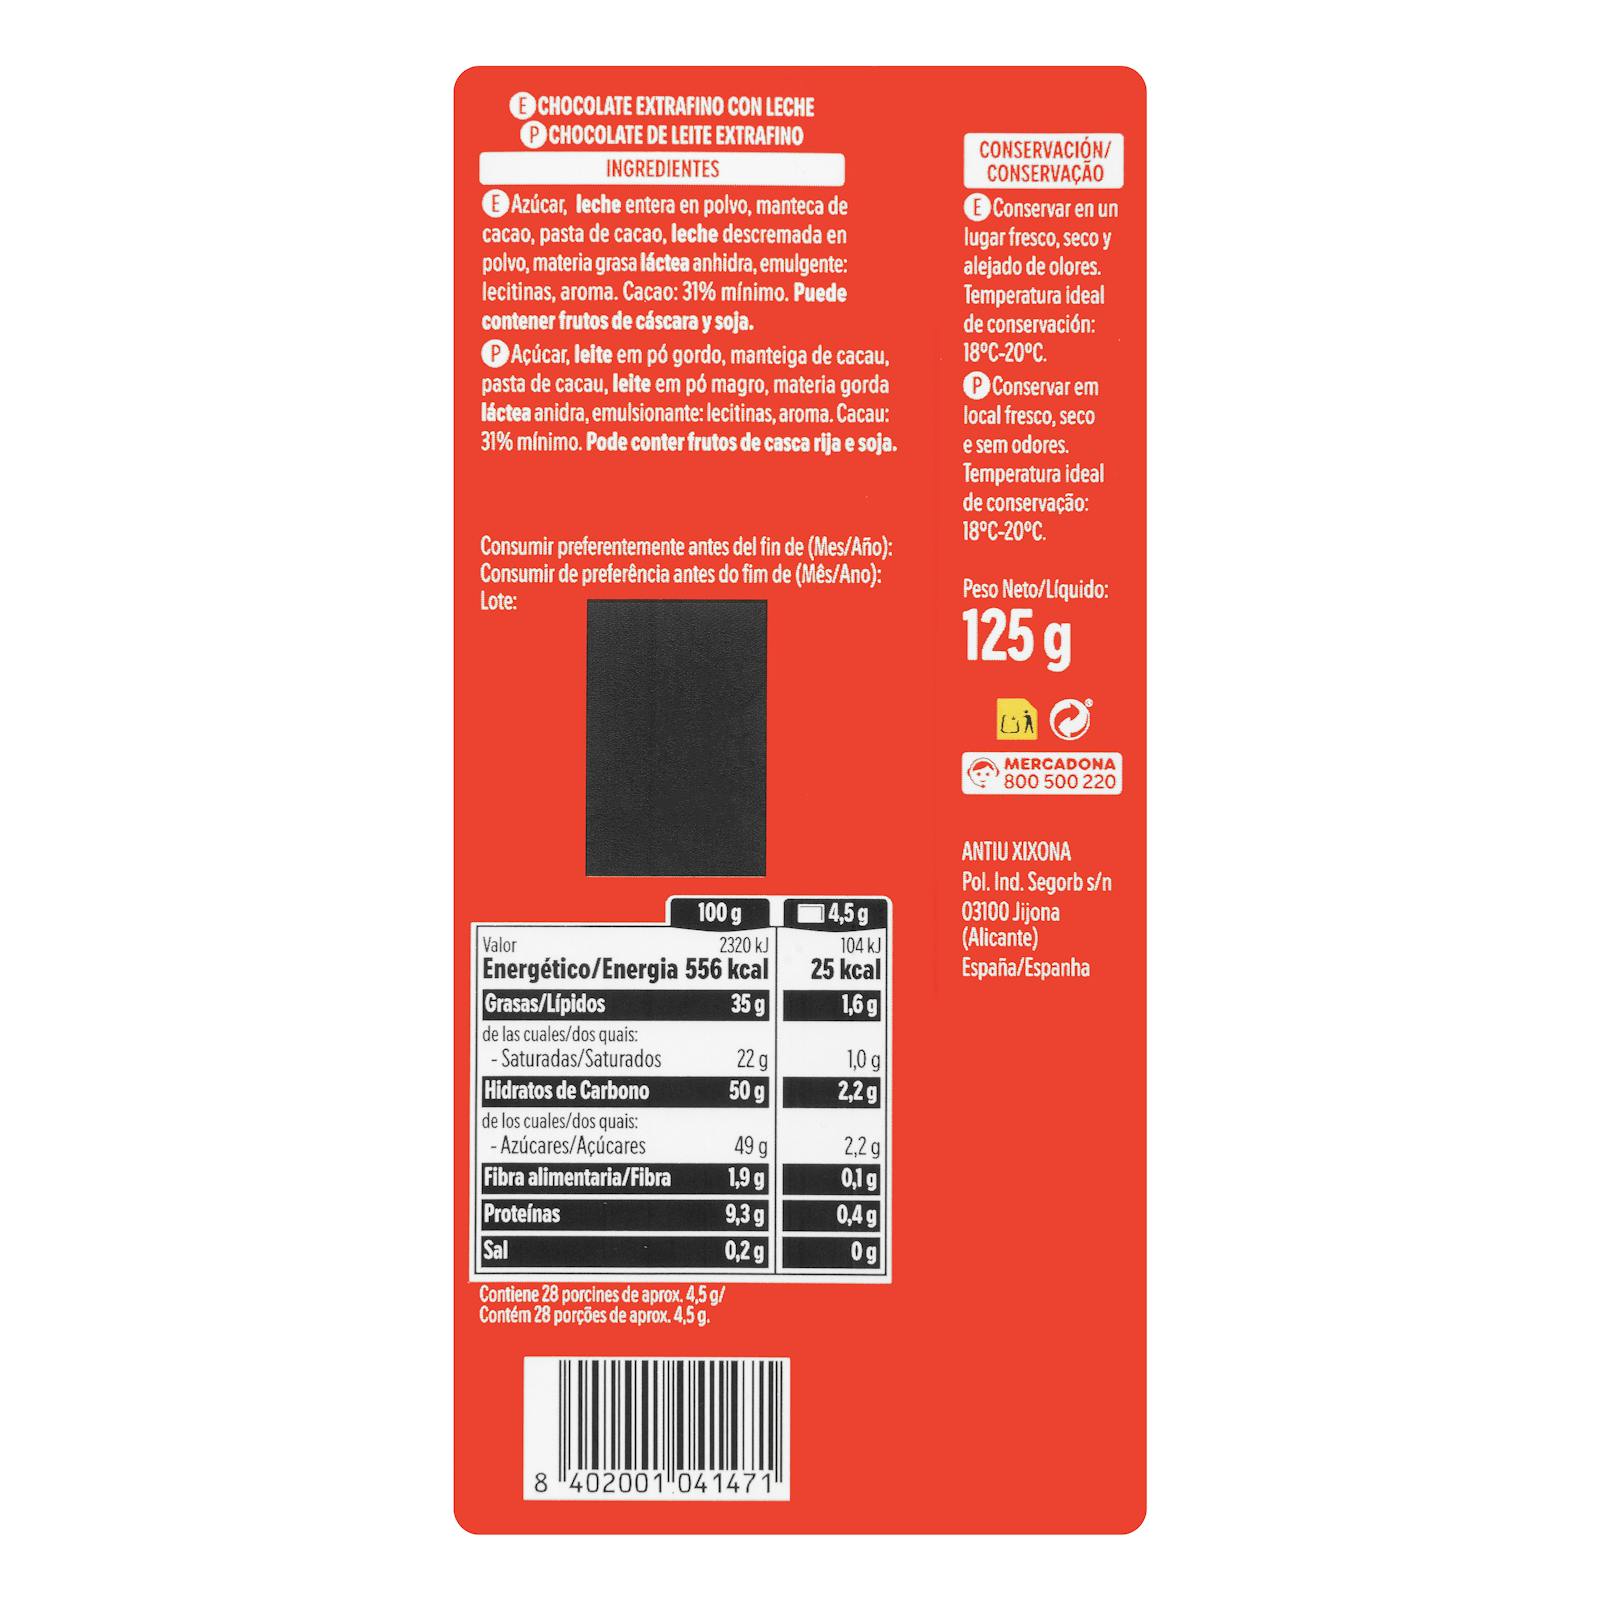 E CHOCOLATE EXTRAFINO CON LECHE
P CHOCOLATE DE LEITE EXTRAFINO
INGREDIENTES
E Azúcar, leche entera en polvo, manteca de
cacao, pasta de cacao, leche descremada en
polvo, materia grasa láctea anhidra, emulgente:
lecitinas, aroma. Cacao: 31% mínimo. Puede
contener frutos de cáscara y soja.
P Açúcar, leite em pó gordo, manteiga de cacau,
pasta de cacau, leite em pó magro, materia gorda
láctea anidra, emulsionante: lecitinas, aroma. Cacau:
31% mínimo. Pode conter frutos de casca rija e soja.
Consumir preferentemente antes del fin de (Mes/Año):
Consumir de preferência antes do fim de (Mês/Ano):
Lote:
100 g 4,5 g
Valor 2320 kJ 104 kJ
Energético/Energia 556 kcal 25 kcal
Grasas/Lípidos 35 g 1,6 g
de las cuales/dos quais:
- Saturadas/Saturados 22 g 1,0 g
Hidratos de Carbono 50 g 2,2 g
de los cuales/dos quais:
- Azúcares/Açúcares 49 g 2,2 g
Fibra alimentaria/Fibra 1,9 g 0,1 g
Proteínas 9,3 g 0,4 g
Sal 0,2 g 0 g
Contiene 28 porcines de aprox. 4,5 g/
Contém 28 porções de aprox. 4,5 g.
8 402001 041471
CONSERVACIÓN/
CONSERVAÇÃO
E Conservar en un
lugar fresco, seco y
alejado de olores.
Temperatura ideal
de conservación:
18ºC-20ºC.
P Conservar em
local fresco, seco
e sem odores.
Temperatura ideal
de conservação:
18ºC-20ºC.
Peso Neto/Líquido:
125 g
MERCADONA
800 500 220
ANTIU XIXONA
Pol. Ind. Segorb s/n
03100 Jijona
(Alicante)
España/Espanha